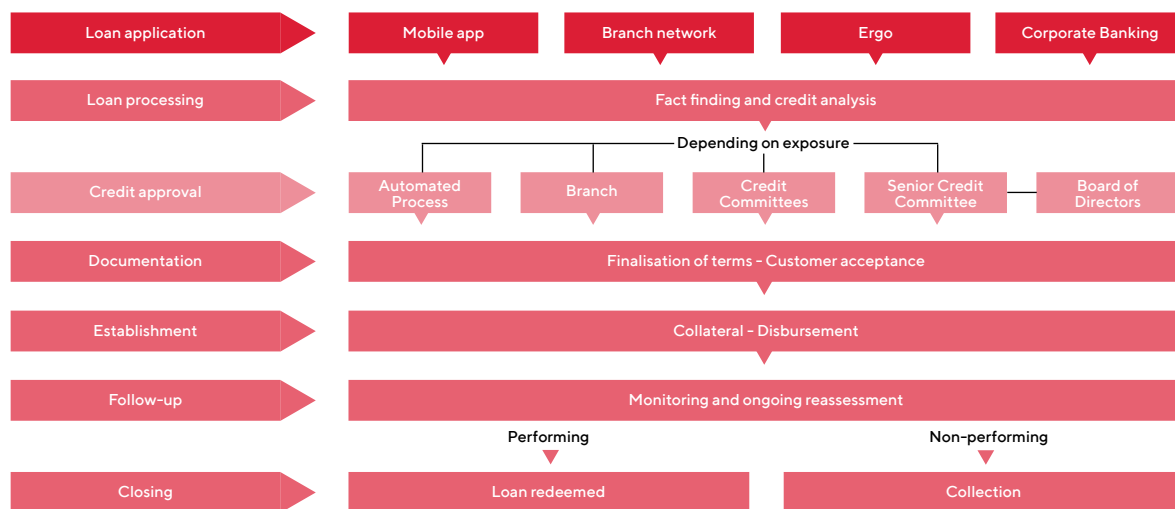 Loan application
Mobile app
Branch network
Ergo
Corporate Banking
Loan processing
Fact finding and credit analysis
Depending on exposure
Credit approval
Automated
Process
Branch
Credit
Committees
Senior Credit
Committee
Board of
Directors
Documentation
Finalisation of terms - Customer acceptance
Establishment
Collateral - Disbursement
Follow-up
Monitoring and ongoing reassessment
Performing
Non-performing
Closing
Loan redeemed
Collection